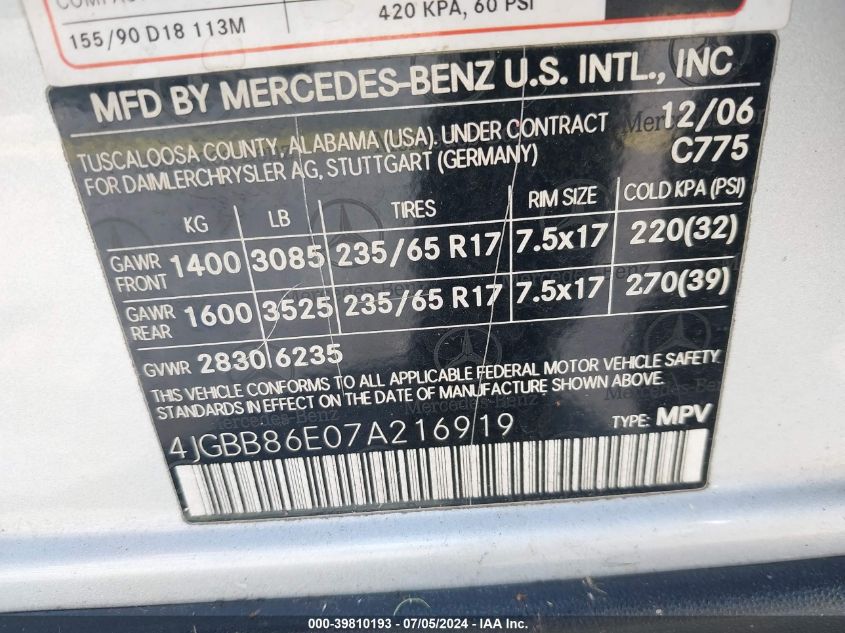 420 KPA, 60 PSI
155/90 D18 113M
MFD BY MERCEDES-BENZ U.S. INTL., INC
TUSCALOOSA COUNTY, ALABAMA (USA). UNDER CONTRACT 12/06
FOR DAIMLERCHRYSLER AG, STUTTGART (GERMANY) C775
KG LB TIRES RIM SIZE COLD KPA (PSI)
GAWR FRONT 1400 3085 235/65 R17 7.5x17 220(32)
GAWR REAR 1600 3525 235/65 R17 7.5x17 270(39)
GVWR 2830 6235
THIS VEHICLE CONFORMS TO ALL APPLICABLE FEDERAL MOTOR VEHICLE SAFETY
STANDARDS IN EFFECT ON THE DATE OF MANUFACTURE SHOWN ABOVE.
4JGBB86E07A216919 TYPE: MPV
000-39810193 - 07/05/2024 - IAA Inc.